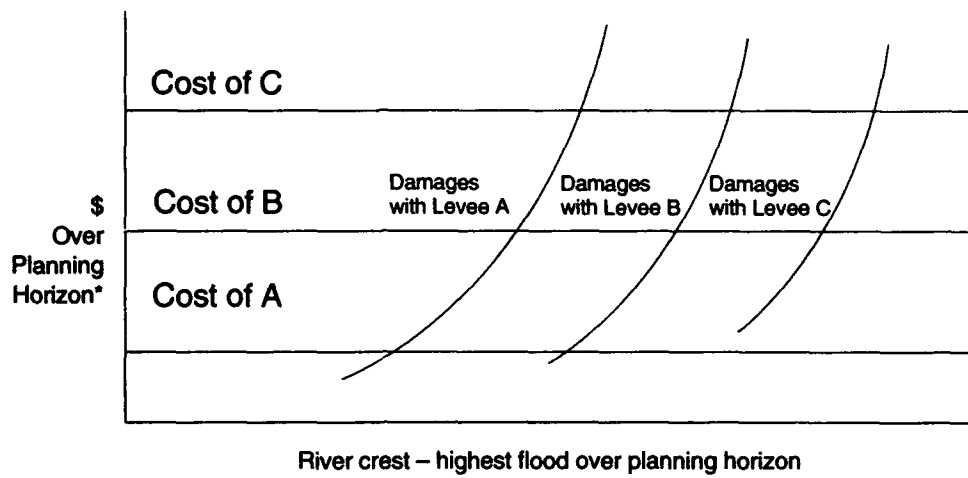 Cost of C
Damages
with Levee A
Damages
with Levee B
Damages
with Levee C
Cost of B
$
Over
Planning
Horizon*
Cost of A
River crest – highest flood over planning horizon